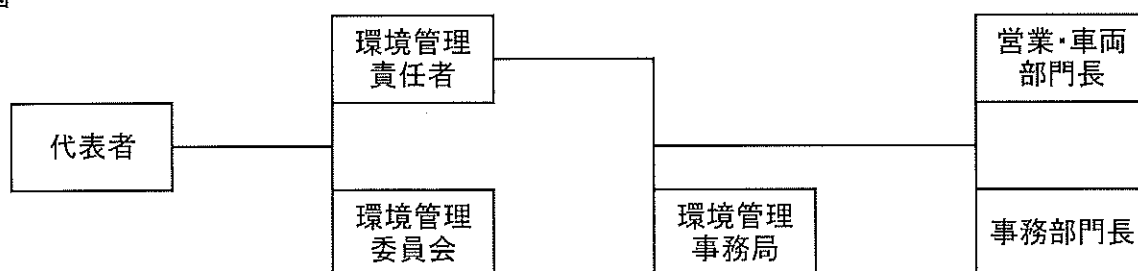 環境管理
責任者
営業・車両
部門長
代表者
環境管理
委員会
環境管理
事務局
事務部門長